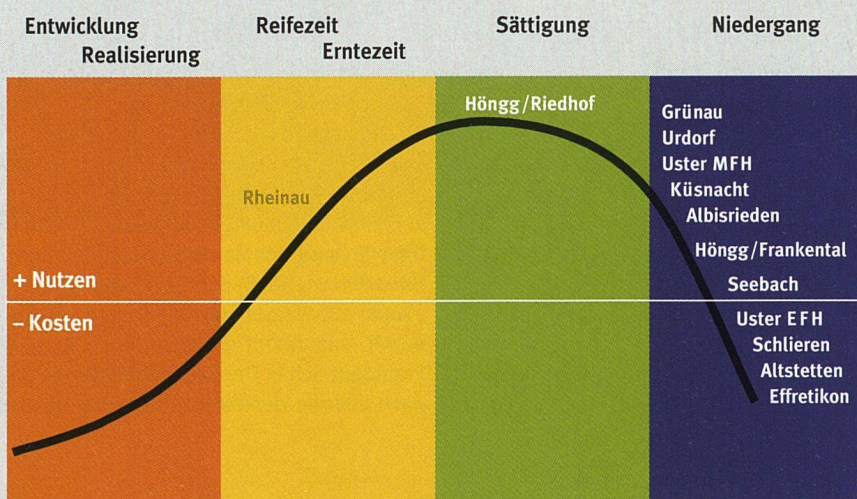 Entwicklung
Realisierung
Reifezeit
Erntezeit
Sättigung
Niedergang
Höngg/Riedhof
Rheinau
Grünau
Urdorf
Uster MFH
Küsnacht
Albisrieden
Höngg/Frankental
Seebach
+ Nutzen
– Kosten
Uster EFH
Schlieren
Altstetten
Effretikon